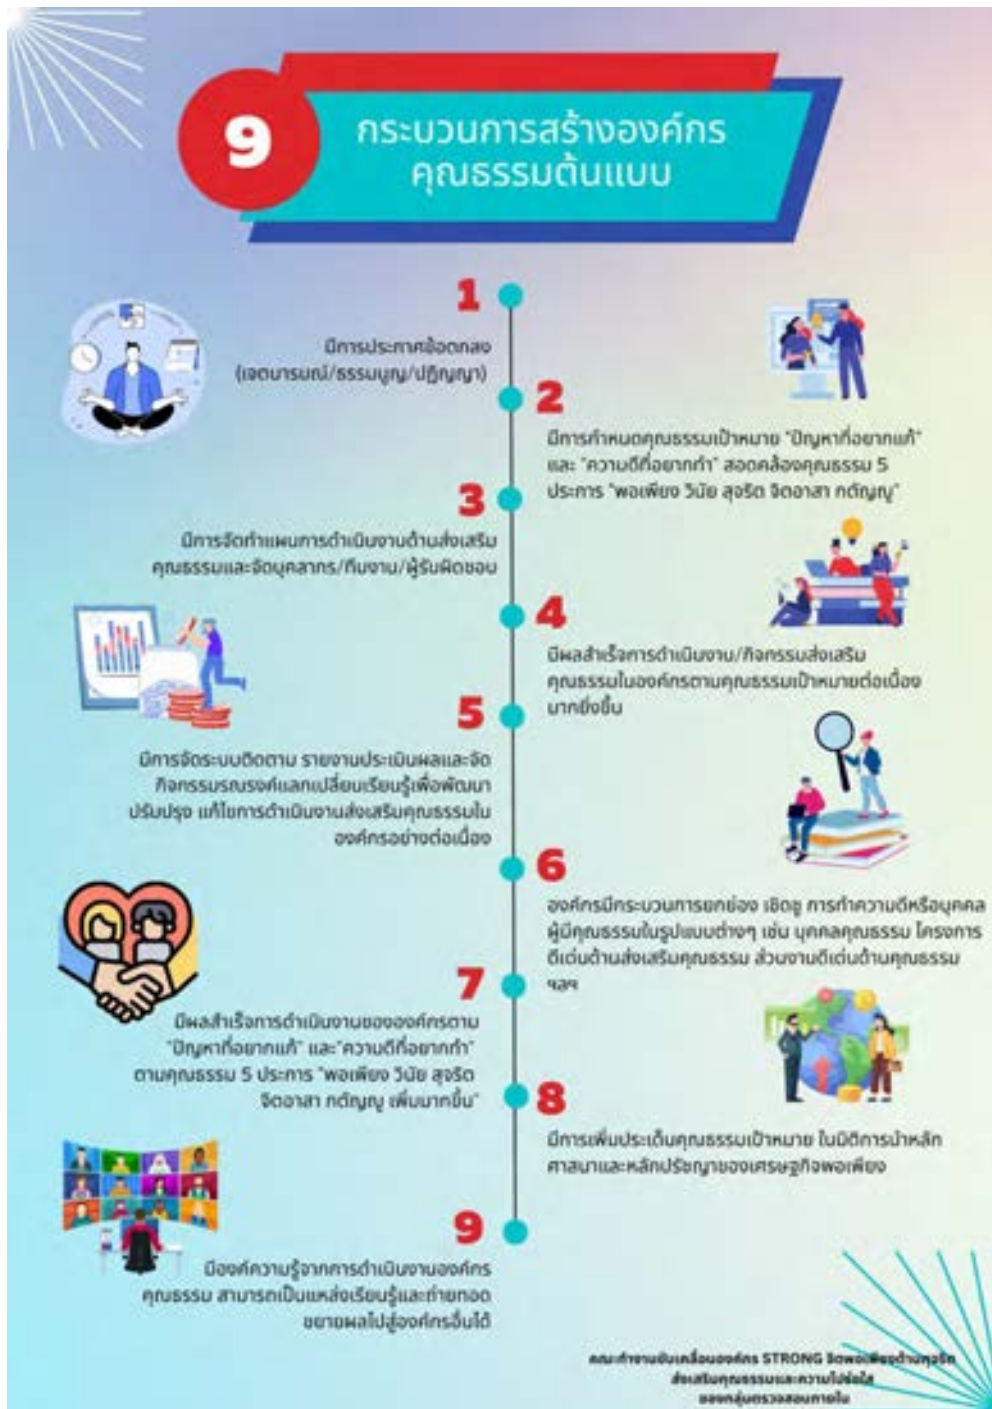 9
กระบวนการสร้างองค์กร
คุณธรรมต้นแบบ
1
มีการประกาศข้อตกลง
(เจตนารมณ์/ธรรมนูญ/ปฏิญญา)
2
มีการกำหนดคุณธรรมเป้าหมาย "ปัญหาที่อยากแก้"
และ "ความดีที่อยากทำ" สอดคล้องคุณธรรม 5
ประการ "พอเพียง วินัย สุจริต จิตอาสา กตัญญู"
3
มีการจัดทำแผนการดำเนินงานด้านส่งเสริม
คุณธรรมและจัดบุคลากร/ทีมงาน/ผู้รับผิดชอบ
4
มีผลสำเร็จการดำเนินงาน/กิจกรรมส่งเสริม
คุณธรรมในองค์กรตามคุณธรรมเป้าหมายต่อเนื่อง
มากยิ่งขึ้น
5
มีการจัดระบบติดตาม รายงานประเมินผลและจัด
กิจกรรมรณรงค์แลกเปลี่ยนเรียนรู้เพื่อพัฒนา
ปรับปรุง แก้ไขการดำเนินงานส่งเสริมคุณธรรมใน
องค์กรอย่างต่อเนื่อง
6
องค์กรมีกระบวนการยกย่อง เชิดชู การทำความดีหรือบุคคล
ผู้มีคุณธรรมในรูปแบบต่างๆ เช่น บุคคลคุณธรรม โครงการ
ดีเด่นด้านส่งเสริมคุณธรรม ส่วนงานดีเด่นด้านคุณธรรม
ฯลฯ
7
มีผลสำเร็จการดำเนินงานขององค์กรตาม
"ปัญหาที่อยากแก้" และ"ความดีที่อยากทำ"
ตามคุณธรรม 5 ประการ "พอเพียง วินัย สุจริต
จิตอาสา กตัญญู เพิ่มมากขึ้น"
8
มีการเพิ่มประเด็นคุณธรรมเป้าหมาย ในมิติการนำหลัก
ศาสนาและหลักปรัชญาของเศรษฐกิจพอเพียง
9
มีองค์ความรู้จากการดำเนินงานองค์กร
คุณธรรม สามารถเป็นแหล่งเรียนรู้และถ่ายทอด
ขยายผลไปสู่องค์กรอื่นได้
คณะทำงานขับเคลื่อนองค์กร STRONG จิตพอเพียงต้านทุจริต
ส่งเสริมคุณธรรมและความโปร่งใส
ของกลุ่มตรวจสอบภายใน